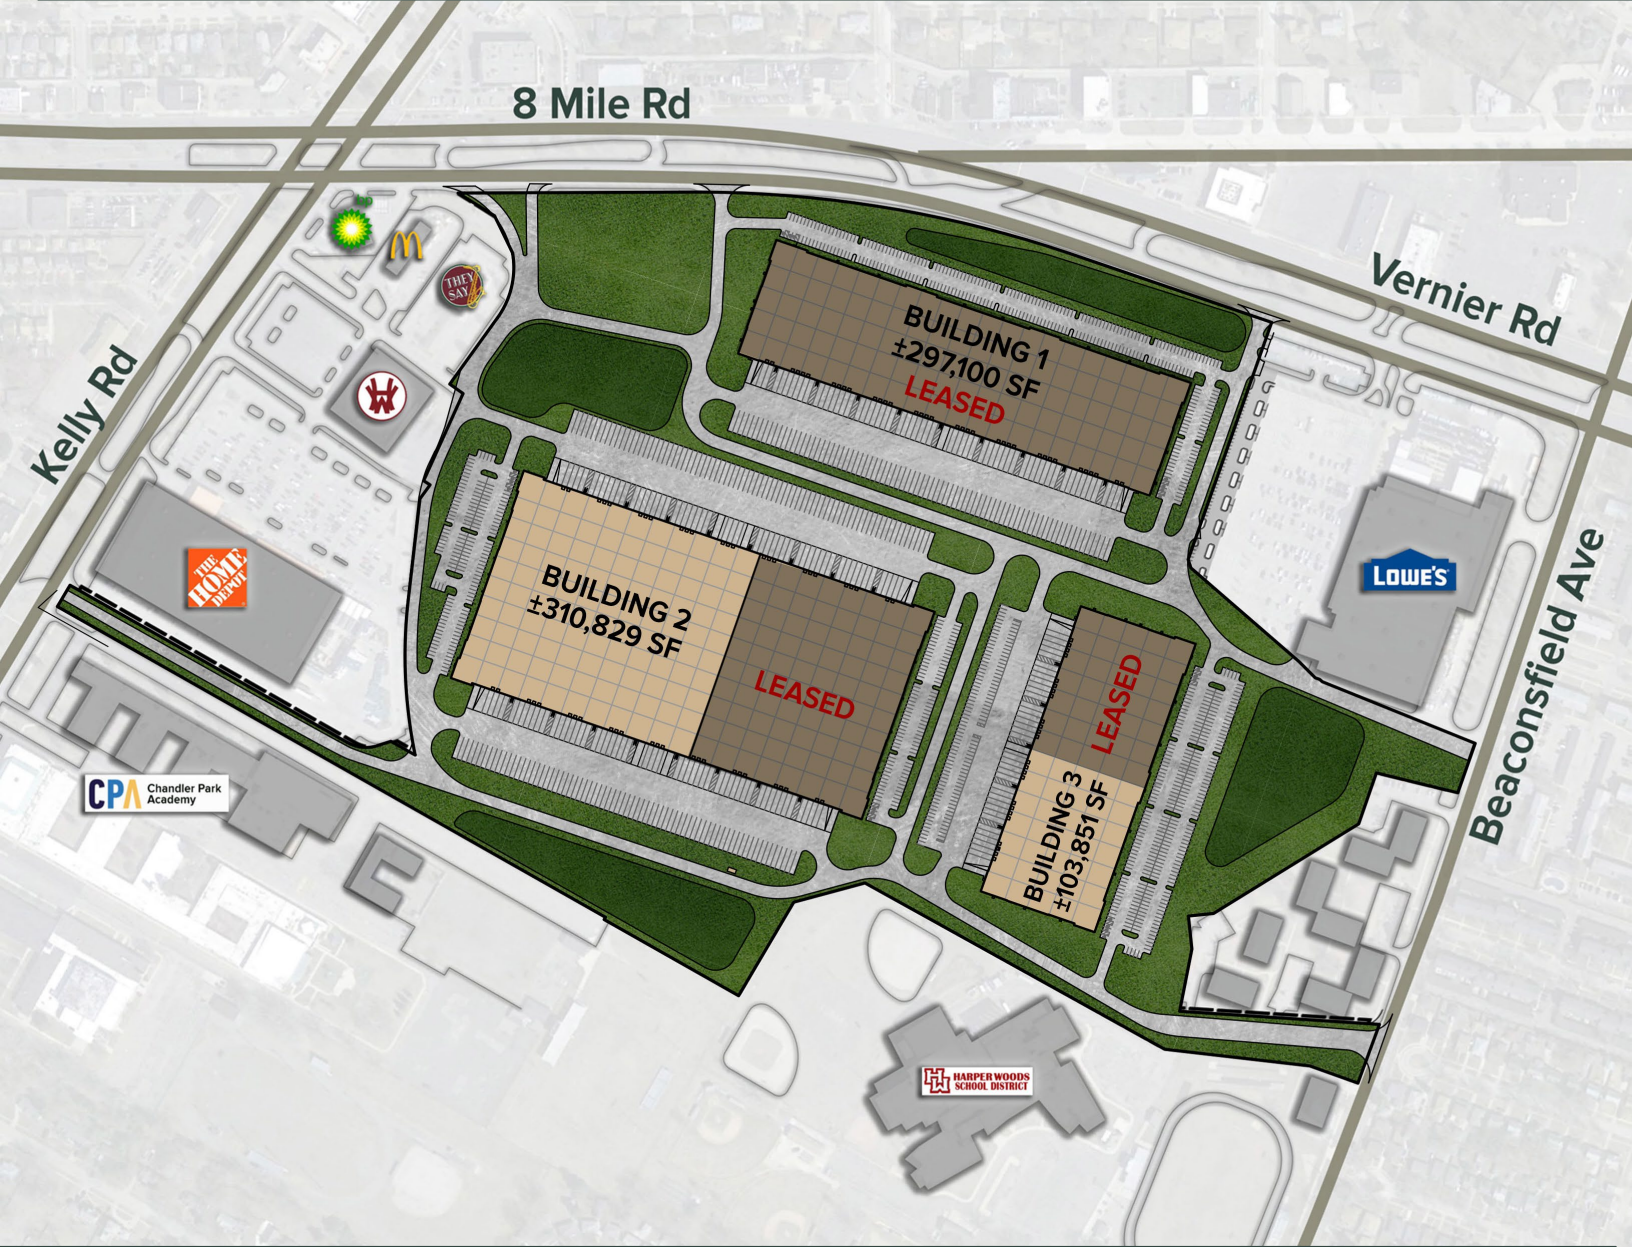 8 Mile Rd
bp
M
THEY
SAY
Vernier Rd
BUILDING 1
±297,100 SF
LEASED
Kelly Rd
W
THE
HOME
DEPOT
BUILDING 2
±310,829 SF
LEASED
LOWE'S
Beaconsfield Ave
LEASED
BUILDING 3
±103,851 SF
CPA
Chandler Park
Academy
HW
HARPER WOODS
SCHOOL DISTRICT